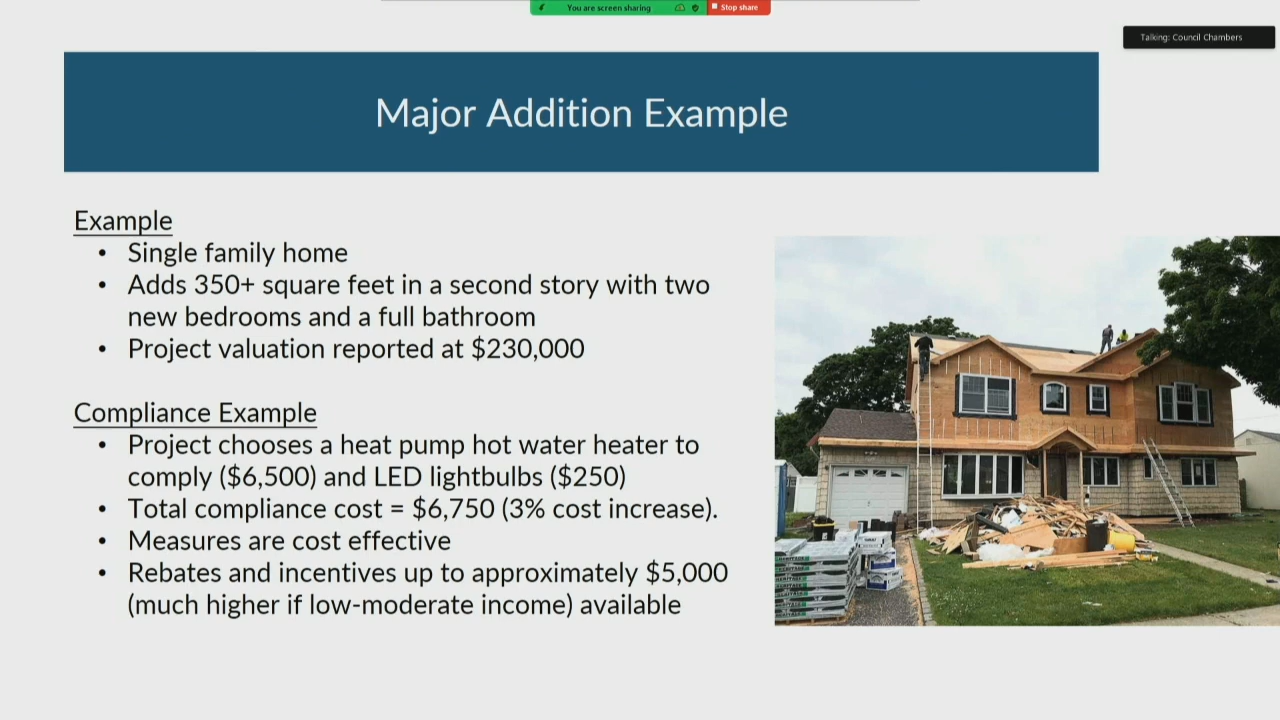 You are screen sharing
Stop share
Talking: Council Chambers
Major Addition Example
Example
• Single family home
• Adds 350+ square feet in a second story with two
new bedrooms and a full bathroom
• Project valuation reported at $230,000
Compliance Example
• Project chooses a heat pump hot water heater to
comply ($6,500) and LED lightbulbs ($250)
• Total compliance cost = $6,750 (3% cost increase).
• Measures are cost effective
• Rebates and incentives up to approximately $5,000
(much higher if low-moderate income) available